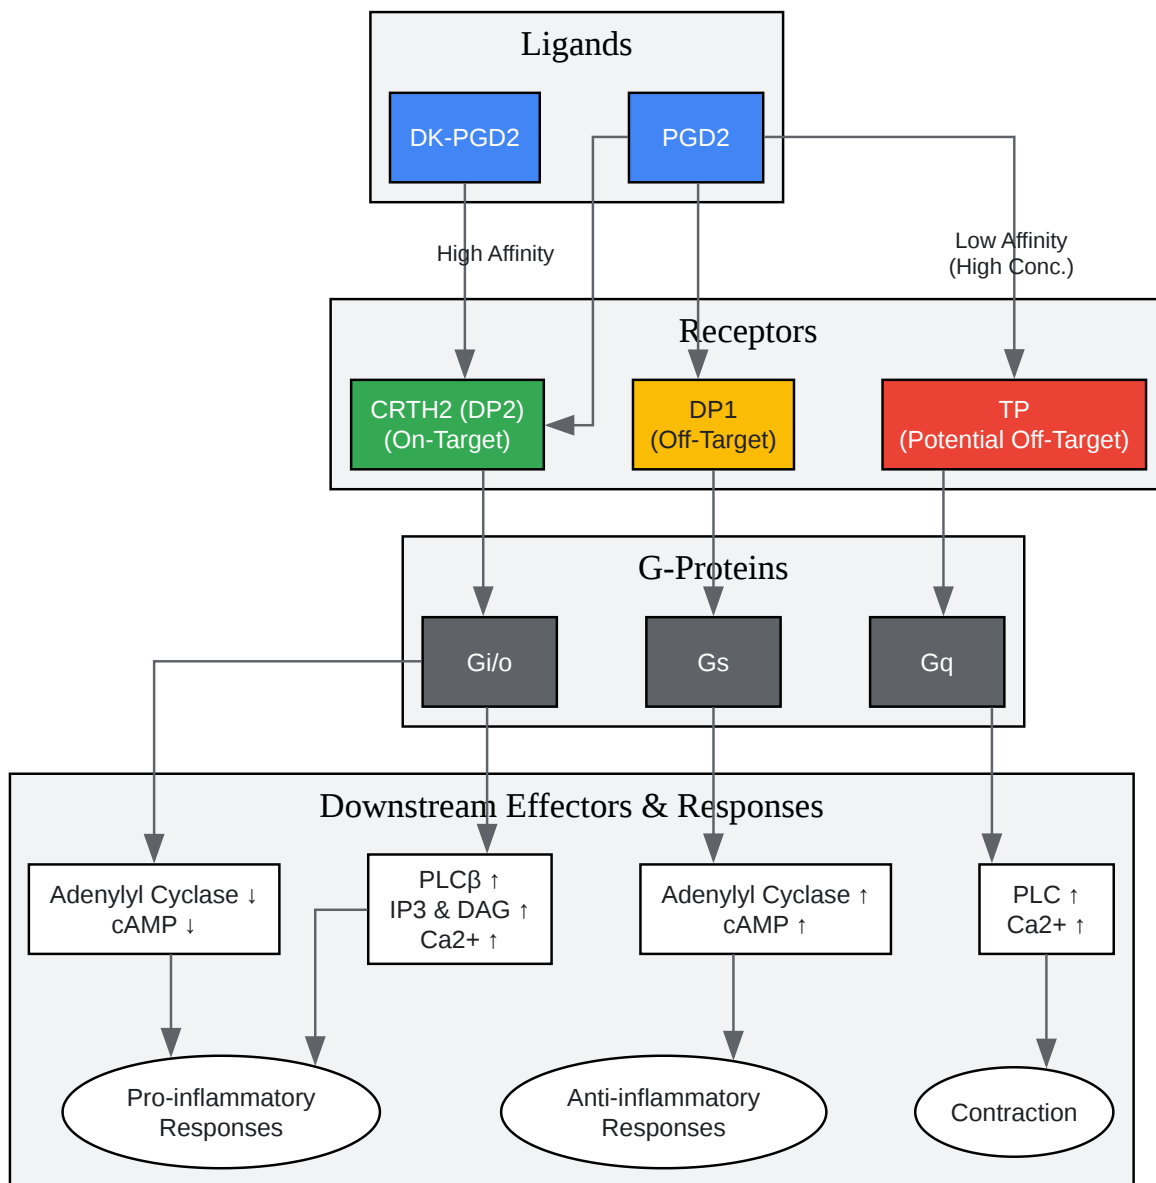 Ligands
DK-PGD2
PGD2
High Affinity
Low Affinity
(High Conc.)
Receptors
CRTH2 (DP2)
(On-Target)
DP1
(Off-Target)
TP
(Potential Off-Target)
G-Proteins
Gi/o
Gs
Gq
Downstream Effectors & Responses
Adenylyl Cyclase ↓
cAMP ↓
PLCβ ↑
IP3 & DAG ↑
Ca2+ ↑
Adenylyl Cyclase ↑
cAMP ↑
PLC ↑
Ca2+ ↑
Pro-inflammatory
Responses
Anti-inflammatory
Responses
Contraction